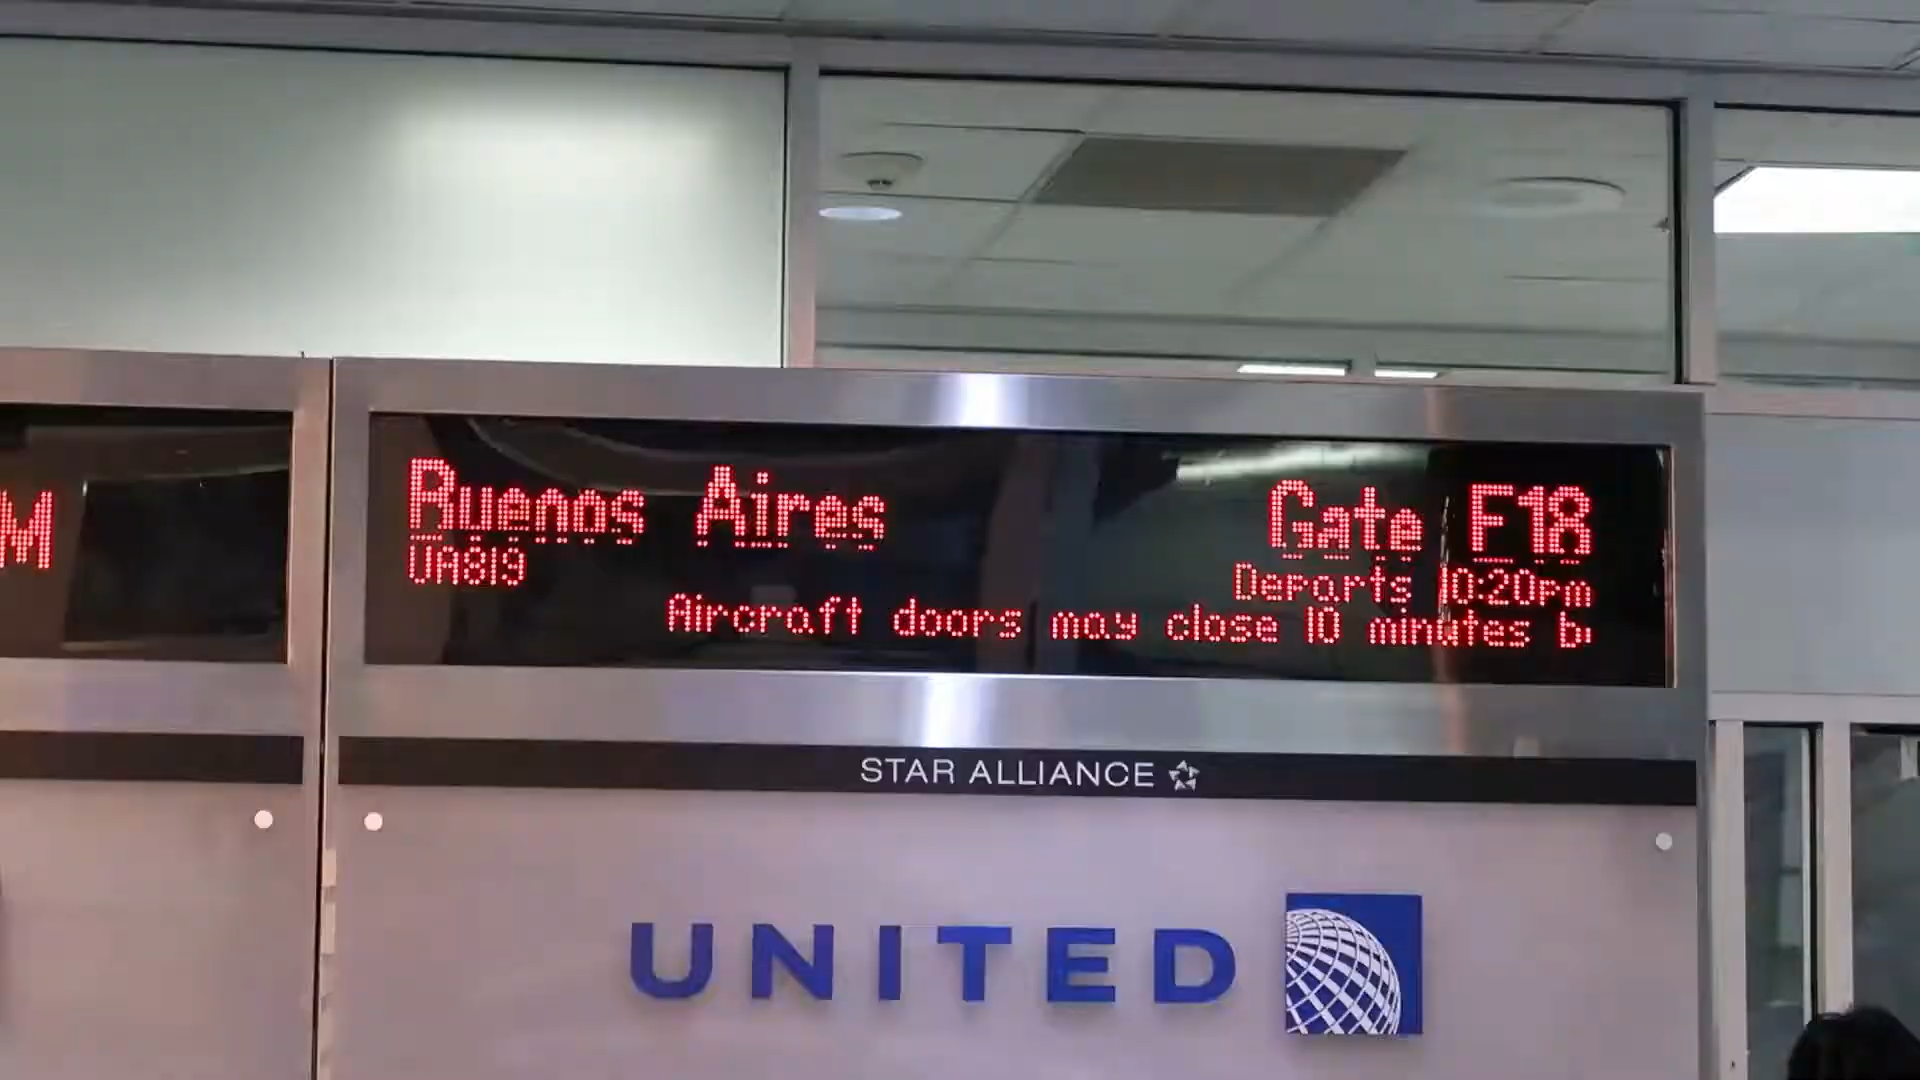 M
Buenos Aires
Gate F18
UA819
Departs 10:20pm
Aircraft doors may close 10 minutes
STAR ALLIANCE
UNITED